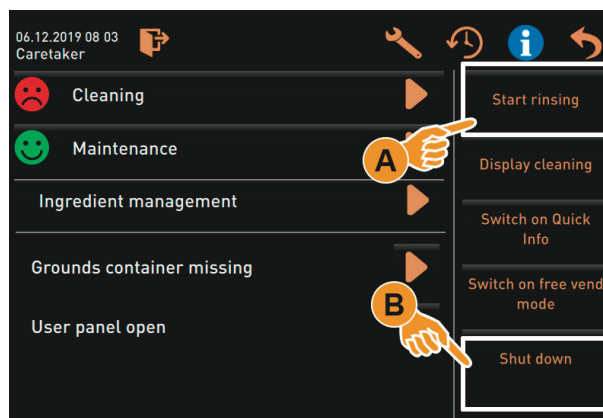 06.12.2019 08 03
Caretaker
i
Cleaning
Maintenance
Ingredient management
Grounds container missing
User panel open
Start rinsing
Display cleaning
Switch on Quick
Info
Switch on free vend
mode
Shut down
A
B